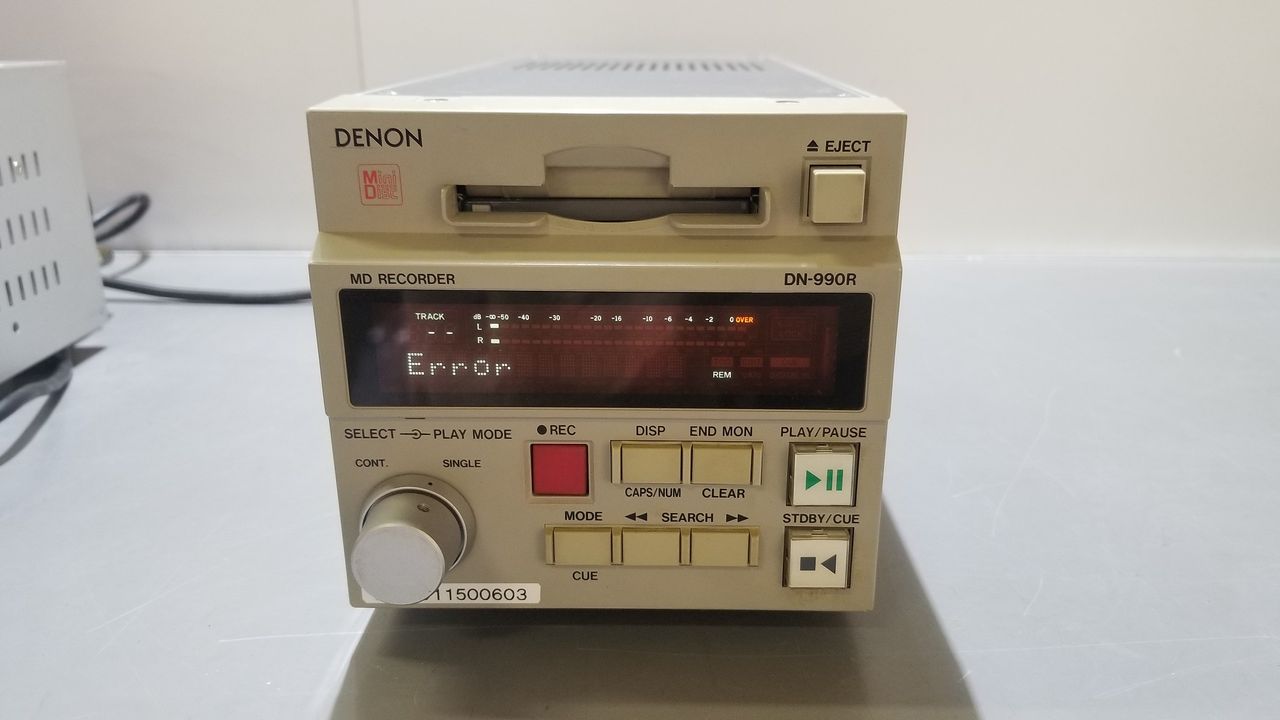 DENON
EJECT
Mini Disc
MD RECORDER
DN-990R
TRACK
dB -∞ -50 -40 -30 -20 -16 -10 -6 -4 -2 0 OVER
L
-- 
R
Error
REM
SELECT PLAY MODE
REC
DISP
END MON
PLAY/PAUSE
CONT.
SINGLE
CAPS/NUM
CLEAR
MODE
SEARCH
STDBY/CUE
CUE
11500603